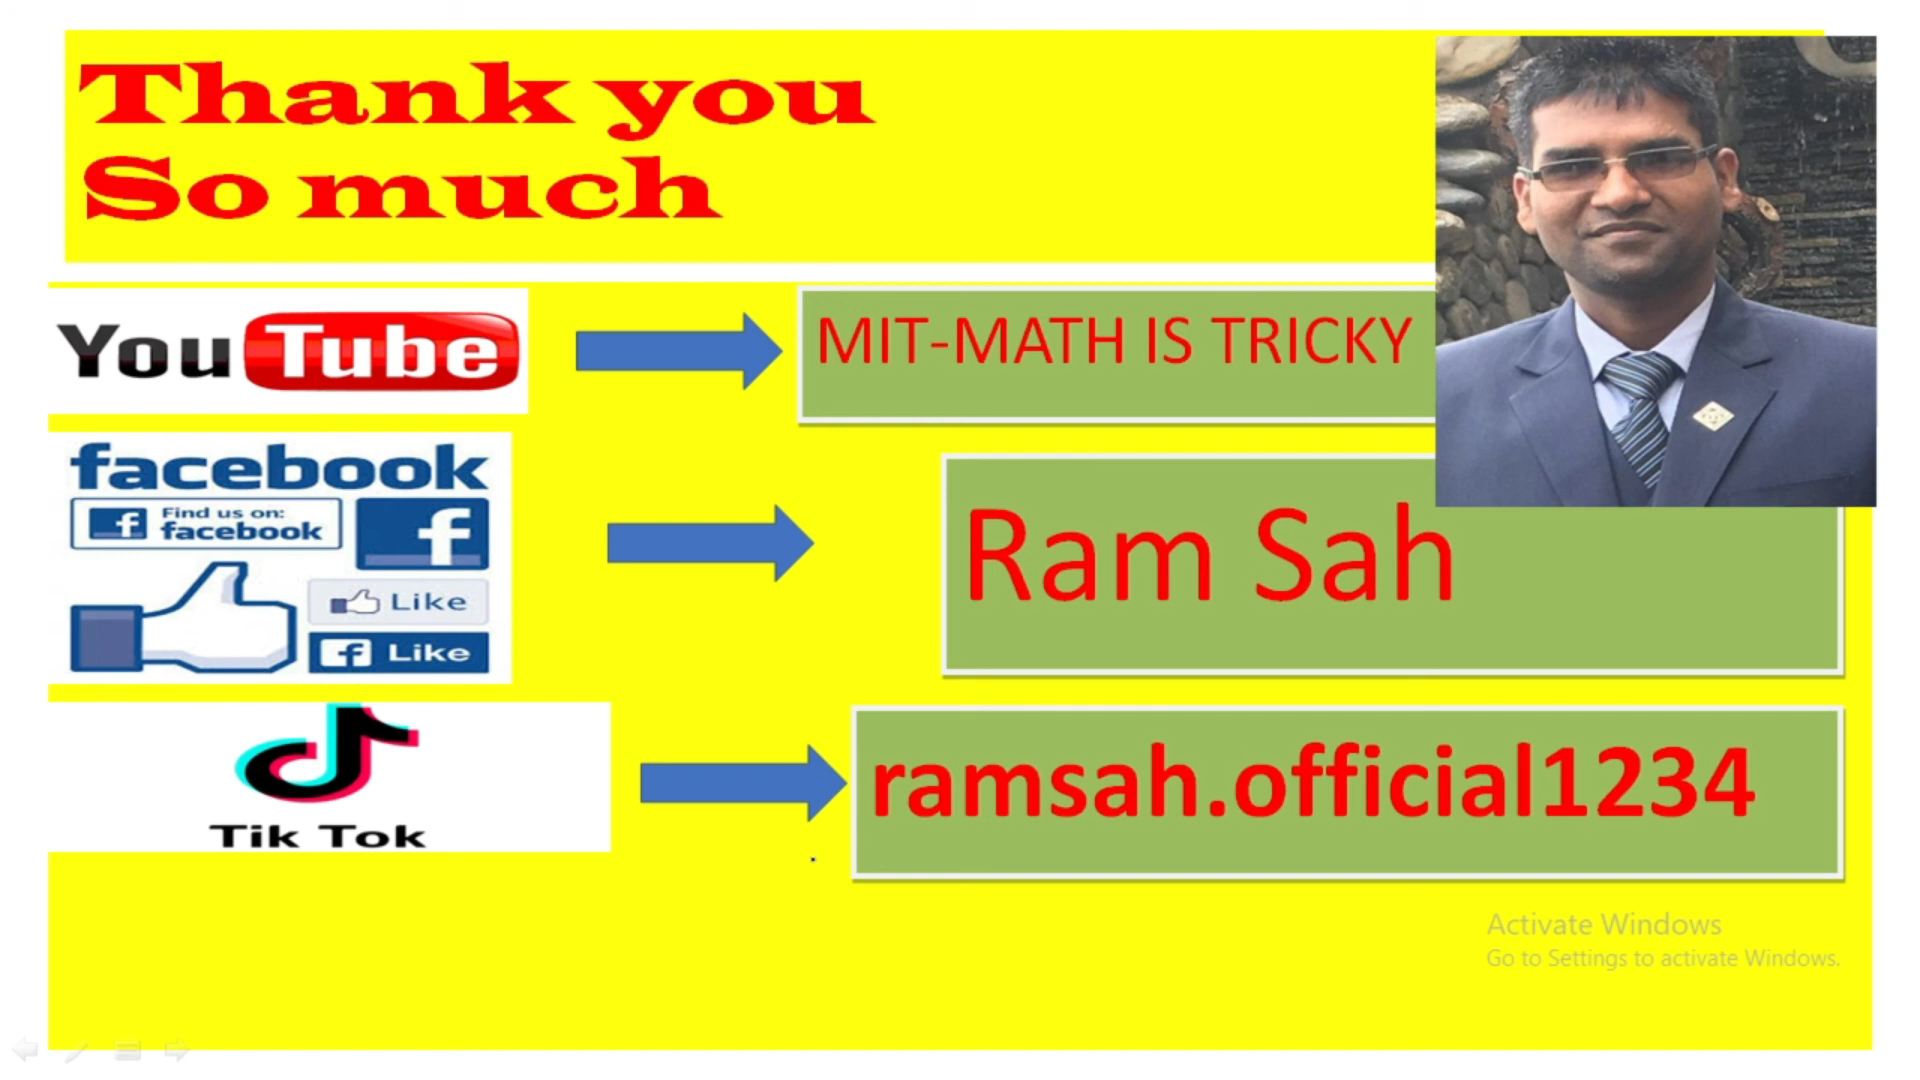 Thank you
So much
YouTube
MIT-MATH IS TRICKY
facebook
Find us on:
facebook
f
Like
f Like
Ram Sah
Tik Tok
ramsah.official1234
Activate Windows
Go to Settings to activate Windows.